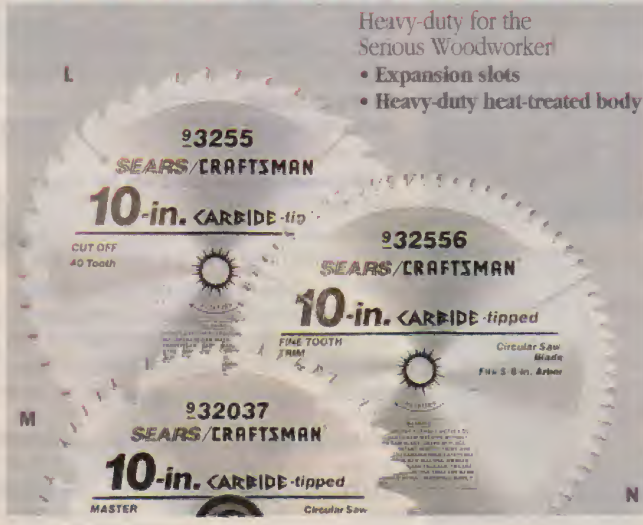 Heavy-duty for the
Serious Woodworker
• Expansion slots
• Heavy-duty heat-treated body
L
93255
SEARS/CRAFTSMAN
10-in. CARBIDE-tip
CUT OFF
40 Tooth
932556
SEARS/CRAFTSMAN
10-in. CARBIDE-tipped
FINE TOOTH
TRIM
Circular Saw
Blade
5/8-in. Arbor
M
932037
SEARS/CRAFTSMAN
10-in. CARBIDE-tipped
MASTER
Circular Saw
N